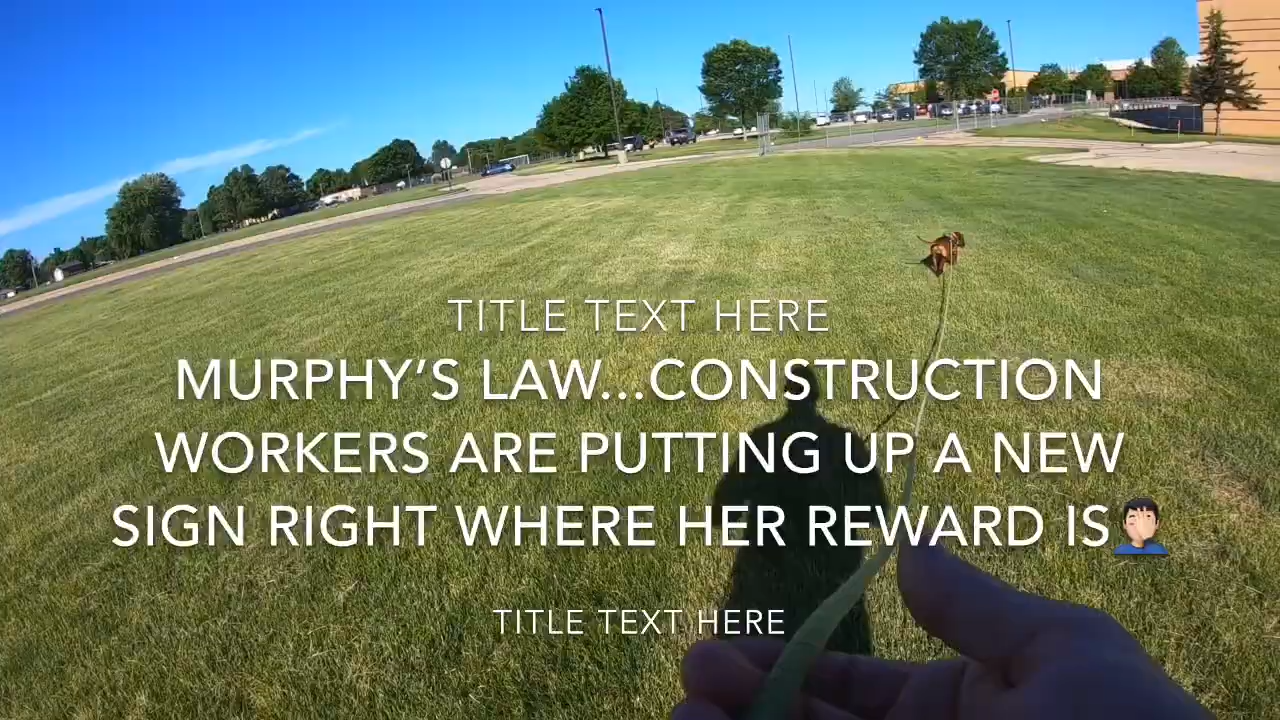 TITLE TEXT HERE
MURPHY’S LAW...CONSTRUCTION
WORKERS ARE PUTTING UP A NEW
SIGN RIGHT WHERE HER REWARD IS🤦🏻‍♂️
TITLE TEXT HERE